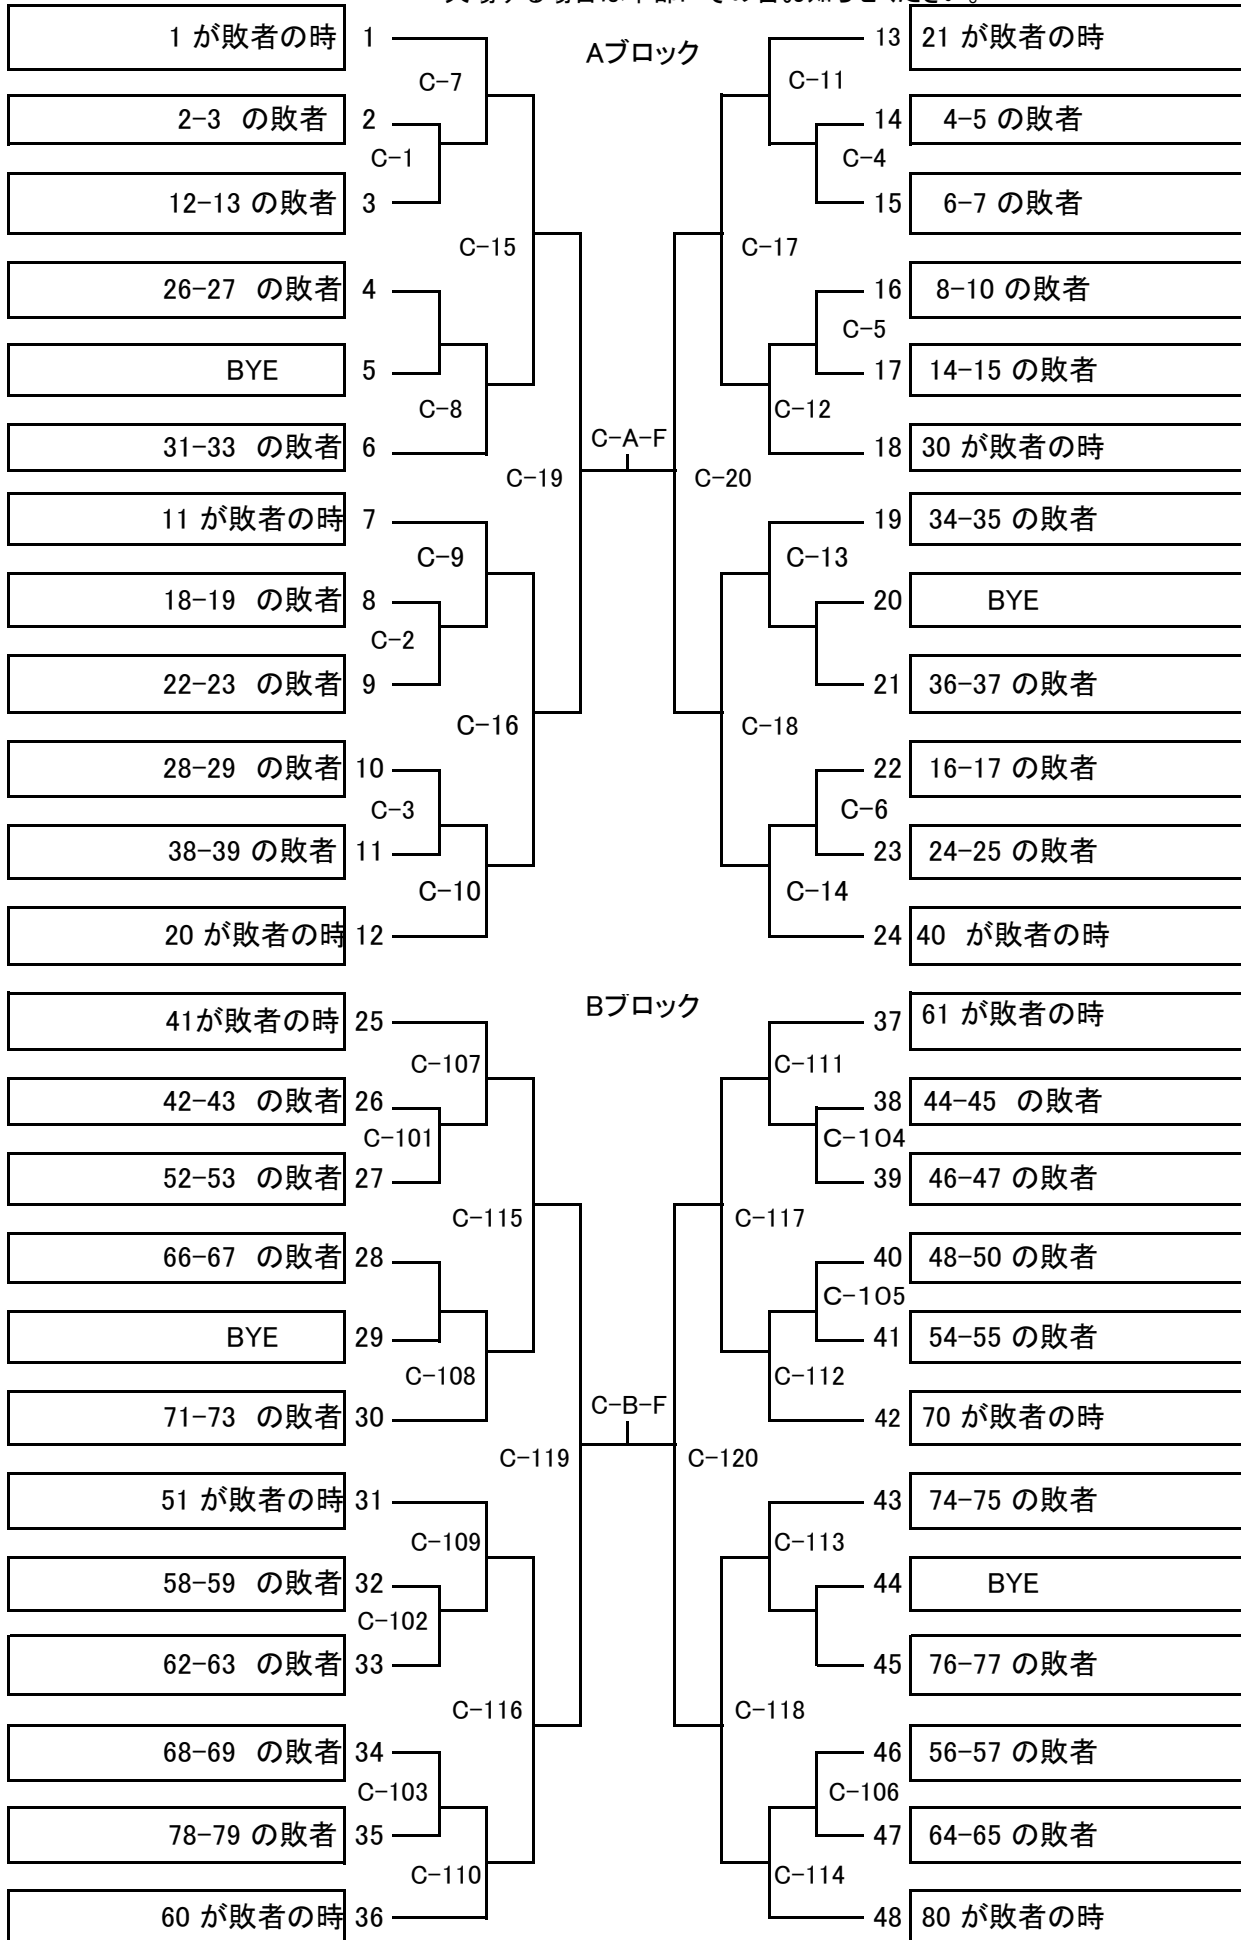 Aブロック
1 が敗者の時 1
C-7
2-3 の敗者 2
C-1
12-13 の敗者 3
C-15
26-27 の敗者 4
BYE 5
C-8
31-33 の敗者 6
C-19
11 が敗者の時 7
C-9
18-19 の敗者 8
C-2
22-23 の敗者 9
C-16
28-29 の敗者 10
C-3
38-39 の敗者 11
C-10
20 が敗者の時 12
C-A-F
13 21 が敗者の時
C-11
14 4-5 の敗者
C-4
15 6-7 の敗者
C-17
16 8-10 の敗者
C-5
17 14-15 の敗者
C-12
18 30 が敗者の時
C-20
19 34-35 の敗者
C-13
20 BYE
21 36-37 の敗者
C-18
22 16-17 の敗者
C-6
23 24-25 の敗者
C-14
24 40 が敗者の時
Bブロック
41が敗者の時 25
C-107
42-43 の敗者 26
C-101
52-53 の敗者 27
C-115
66-67 の敗者 28
BYE 29
C-108
71-73 の敗者 30
C-119
51 が敗者の時 31
C-109
58-59 の敗者 32
C-102
62-63 の敗者 33
C-116
68-69 の敗者 34
C-103
78-79 の敗者 35
C-110
60 が敗者の時 36
C-B-F
37 61 が敗者の時
C-111
38 44-45 の敗者
C-104
39 46-47 の敗者
C-117
40 48-50 の敗者
C-105
41 54-55 の敗者
C-112
42 70 が敗者の時
C-120
43 74-75 の敗者
C-113
44 BYE
45 76-77 の敗者
C-118
46 56-57 の敗者
C-106
47 64-65 の敗者
C-114
48 80 が敗者の時